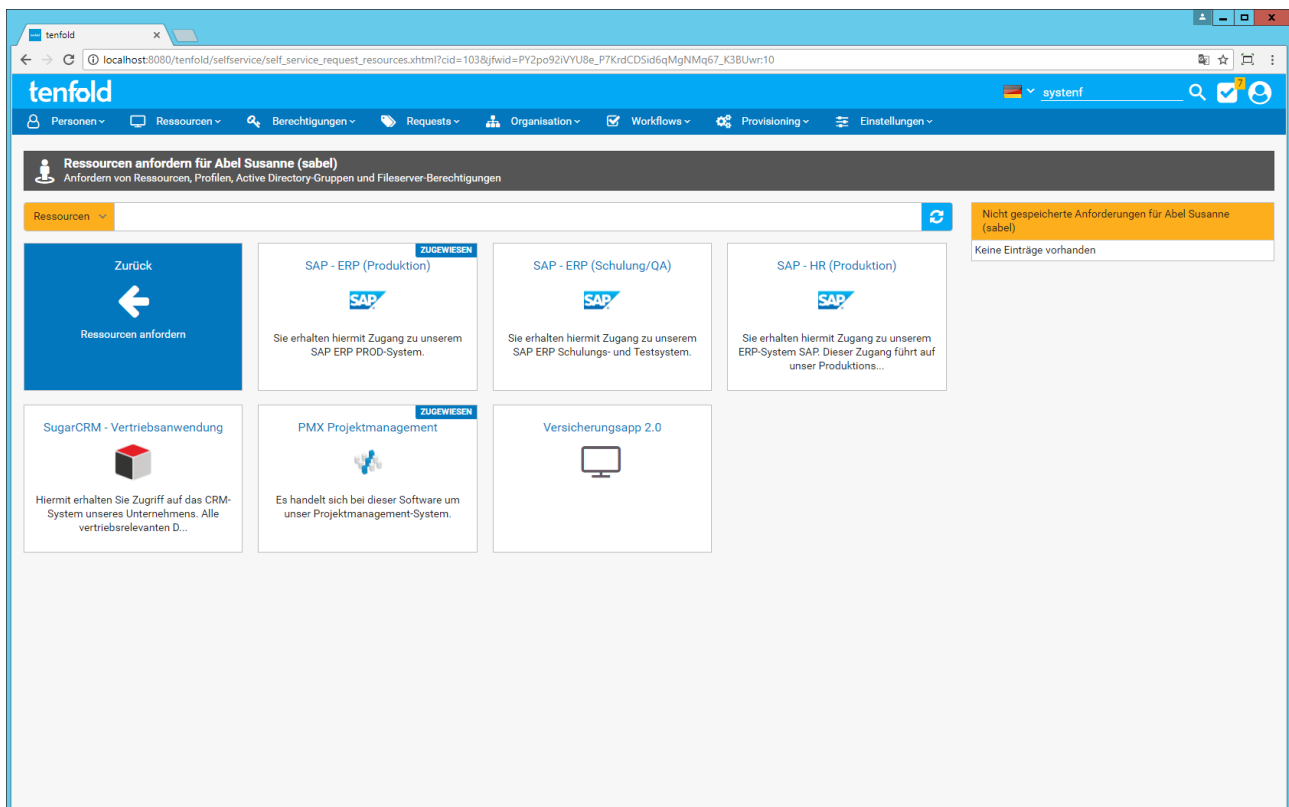 tenfold
localhost:8080/tenfold/selfservice/self_service_request_resources.xhtml?cid=103&jfwid=PY2po92iVYU8e_P7KrdCDSid6qMgNMq67_K3BUwr:10
tenfold
systenf
7
Personen
Ressourcen
Berechtigungen
Requests
Organisation
Workflows
Provisioning
Einstellungen
Ressourcen anfordern für Abel Susanne (sabel)
Anfordern von Ressourcen, Profilen, Active Directory-Gruppen und Fileserver-Berechtigungen
Ressourcen
Nicht gespeicherte Anforderungen für Abel Susanne
(sabel)
Keine Einträge vorhanden
Zurück
Ressourcen anfordern
ZUGEWIESEN
SAP - ERP (Produktion)
SAP
Sie erhalten hiermit Zugang zu unserem
SAP ERP PROD-System.
SAP - ERP (Schulung/QA)
SAP
Sie erhalten hiermit Zugang zu unserem
SAP ERP Schulungs- und Testsystem.
SAP - HR (Produktion)
SAP
Sie erhalten hiermit Zugang zu unserem
ERP-System SAP. Dieser Zugang führt auf
unser Produktions...
SugarCRM - Vertriebsanwendung
Hiermit erhalten Sie Zugriff auf das CRM-
System unseres Unternehmens. Alle
vertriebsrelevanten D...
ZUGEWIESEN
PMX Projektmanagement
Es handelt sich bei dieser Software um
unser Projektmanagement-System.
Versicherungsapp 2.0